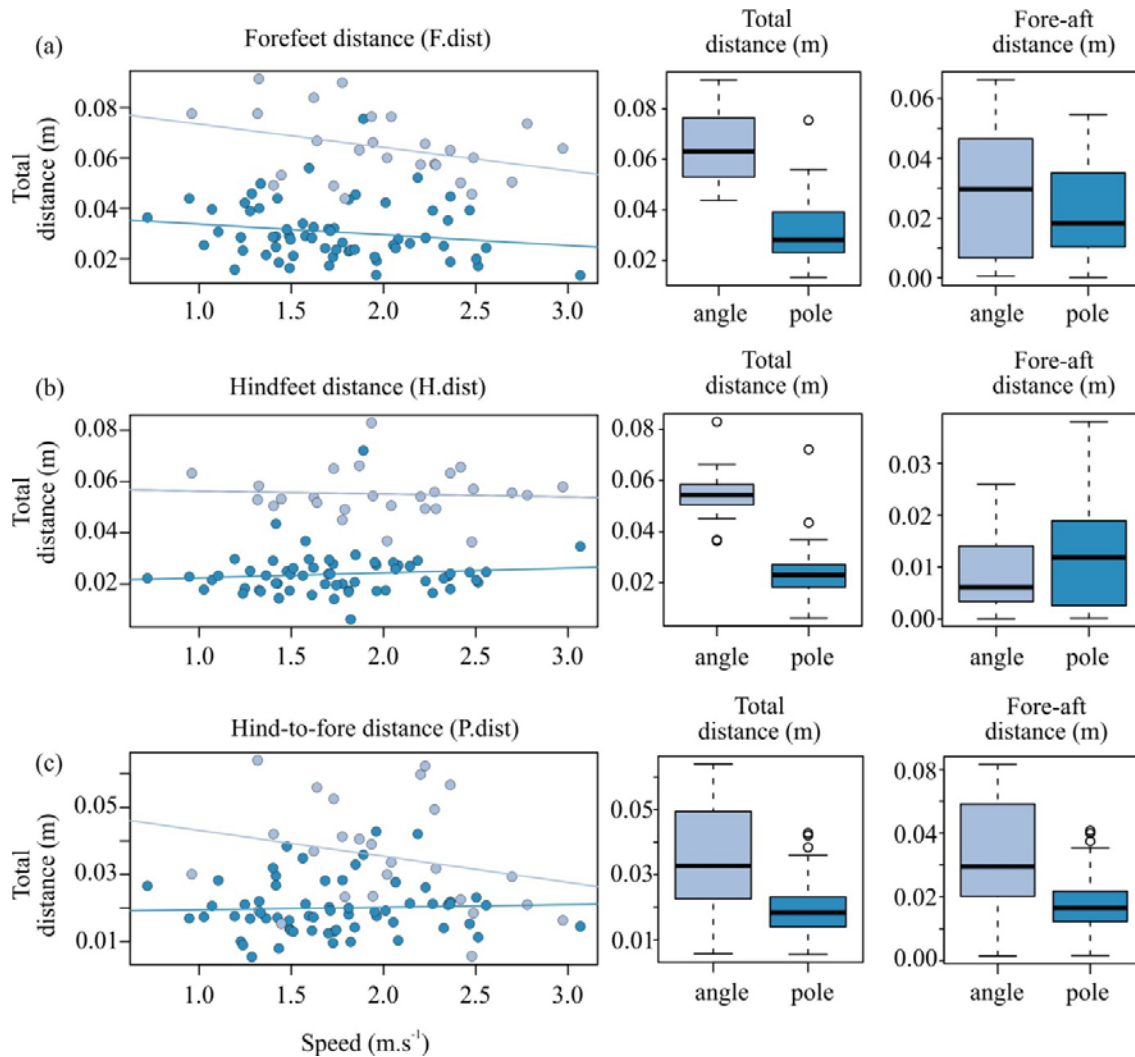 (a)
Forefeet distance (F.dist)
Total
distance (m)
0.08
0.06
0.04
0.02
1.0 1.5 2.0 2.5 3.0
Total
distance (m)
0.08
0.06
0.04
0.02
angle pole
Fore-aft
distance (m)
0.06
0.04
0.02
0.00
angle pole
(b)
Hindfeet distance (H.dist)
Total
distance (m)
0.08
0.06
0.04
0.02
1.0 1.5 2.0 2.5 3.0
Total
distance (m)
0.08
0.06
0.04
0.02
angle pole
Fore-aft
distance (m)
0.03
0.02
0.01
0.00
angle pole
(c)
Hind-to-fore distance (P.dist)
Total
distance (m)
0.05
0.03
0.01
1.0 1.5 2.0 2.5 3.0
Speed (m.s⁻¹)
Total
distance (m)
0.05
0.03
0.01
angle pole
Fore-aft
distance (m)
0.08
0.04
0.02
0.00
angle pole